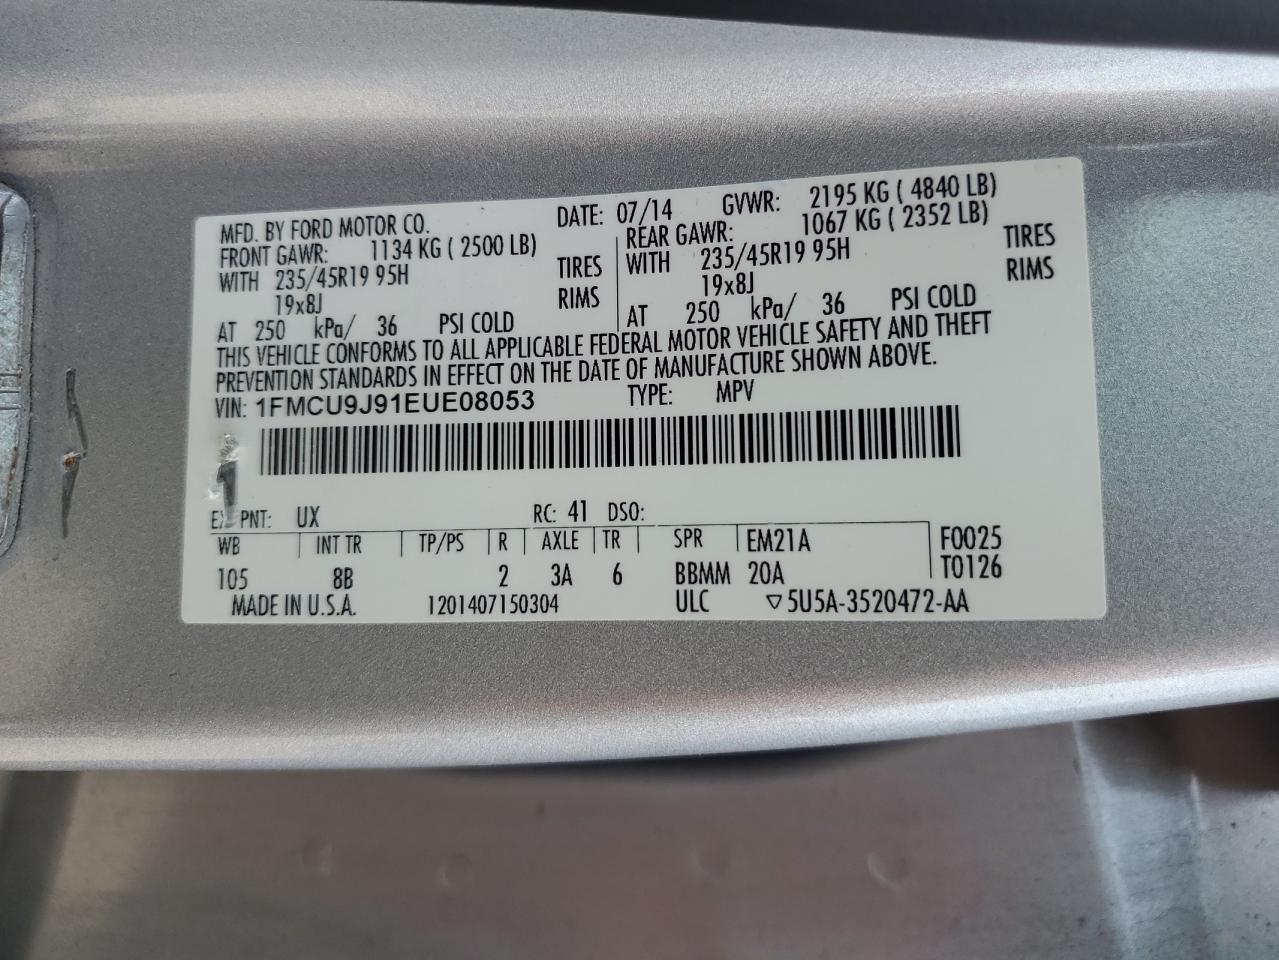 MFD. BY FORD MOTOR CO. DATE: 07/14 GVWR: 2195 KG ( 4840 LB)
FRONT GAWR: 1134 KG ( 2500 LB) REAR GAWR: 1067 KG ( 2352 LB)
WITH 235/45R19 95H TIRES WITH 235/45R19 95H TIRES
19x8J RIMS 19x8J RIMS
AT 250 kPa/ 36 PSI COLD AT 250 kPa/ 36 PSI COLD
THIS VEHICLE CONFORMS TO ALL APPLICABLE FEDERAL MOTOR VEHICLE SAFETY AND THEFT
PREVENTION STANDARDS IN EFFECT ON THE DATE OF MANUFACTURE SHOWN ABOVE.
VIN: 1FMCU9J91EUE08053 TYPE: MPV
1
PNT: UX RC: 41 DSO:
WB INT TR TP/PS R AXLE TR SPR EM21A F0025
105 8B 2 3A 6 BBMM 20A T0126
MADE IN U.S.A. 1201407150304 ULC ▽5U5A-3520472-AA